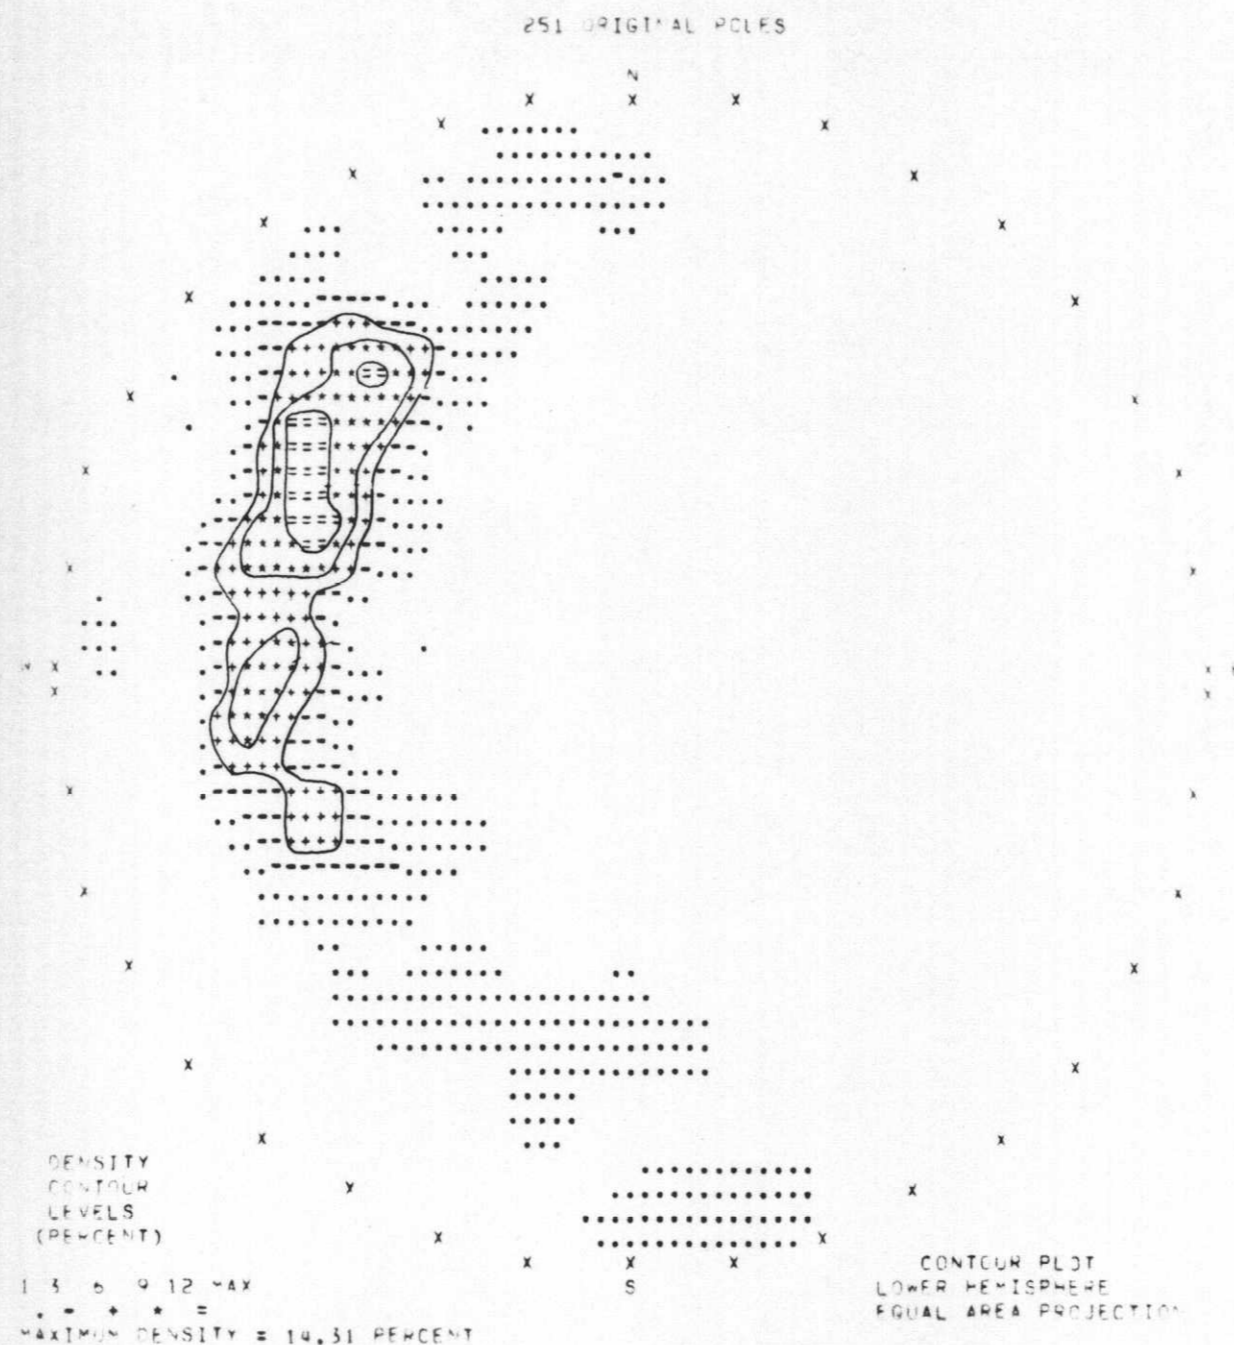 251 ORIGINAL POLES
N
W
DENSITY
CONTOUR
LEVELS
(PERCENT)
1 3 6 9 12 MAX
. - + * =
MAXIMUM DENSITY = 14.31 PERCENT
S
CONTOUR PLOT
LOWER HEMISPHERE
EQUAL AREA PROJECTION